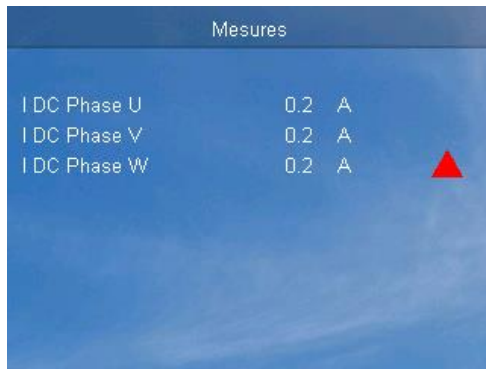 Mesures
I DC Phase U 0.2 A
I DC Phase V 0.2 A
I DC Phase W 0.2 A